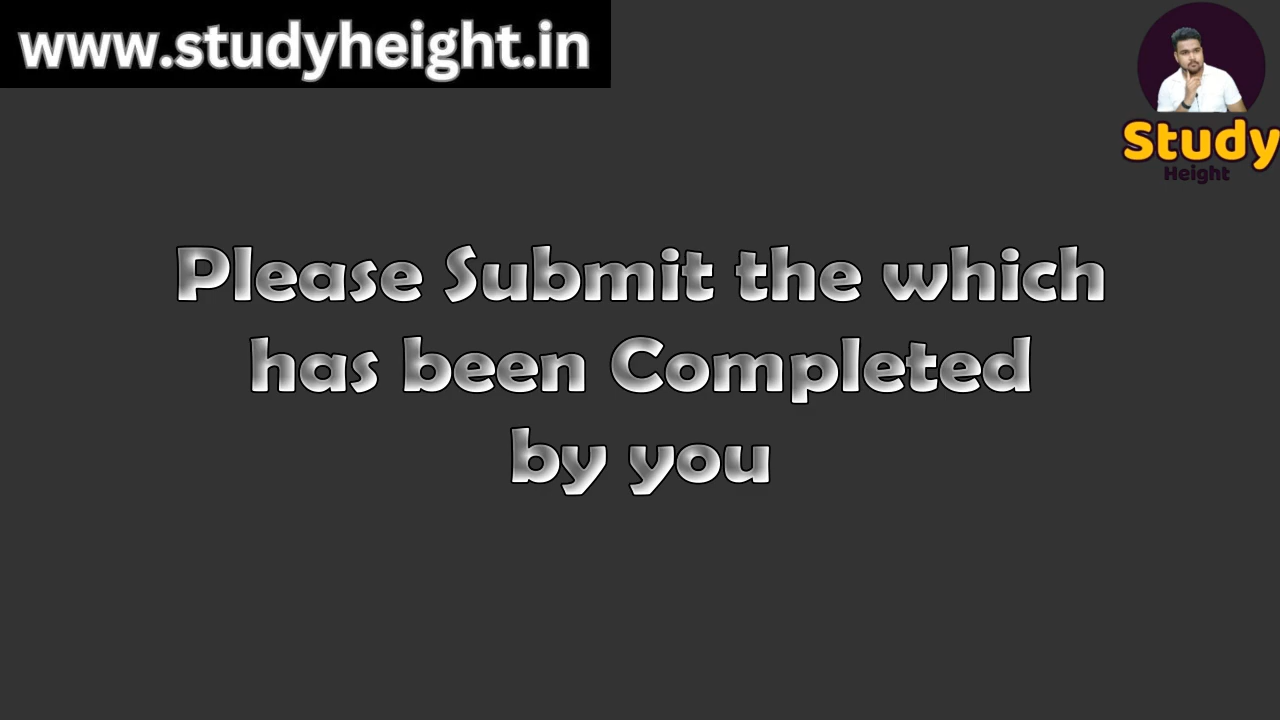 www.studyheight.in
Study
Height
Please Submit the which
has been Completed
by you